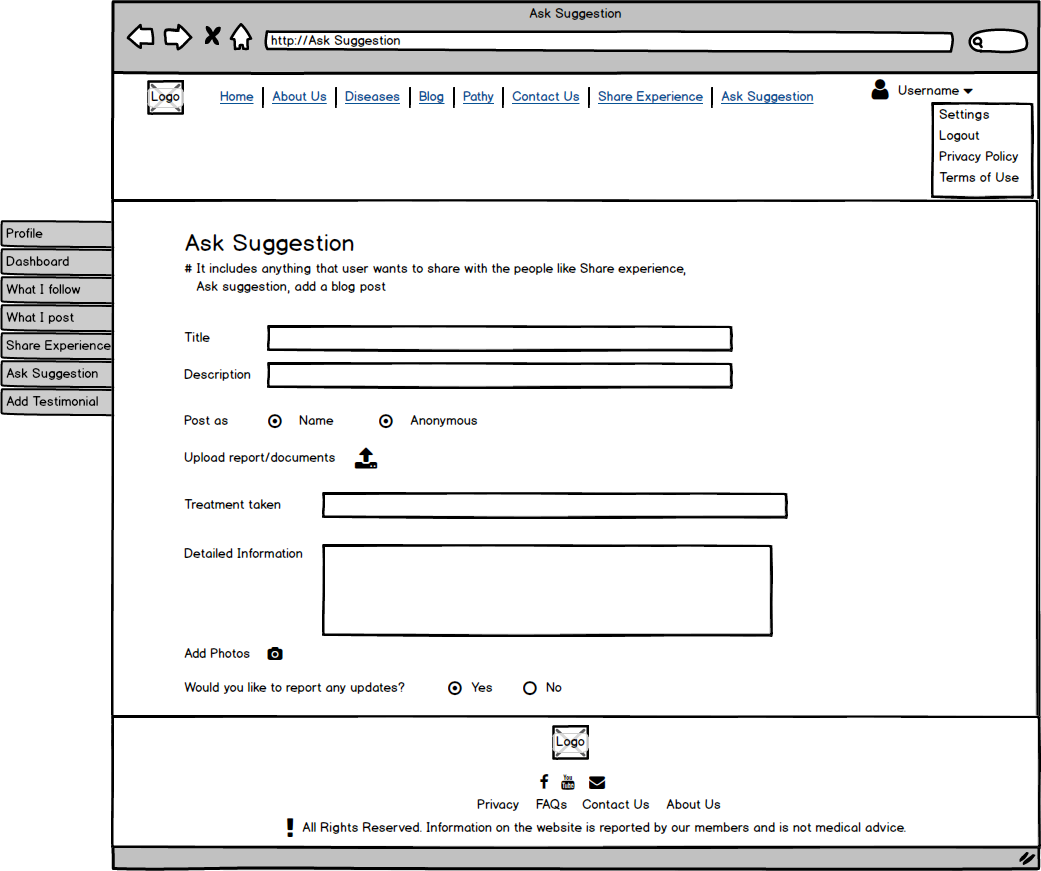 Ask Suggestion
http://Ask Suggestion
Logo
Home About Us Diseases Blog Pathy Contact Us Share Experience Ask Suggestion
Username
Settings
Logout
Privacy Policy
Terms of Use
Profile
Dashboard
What I follow
What I post
Share Experience
Ask Suggestion
Add Testimonial
Ask Suggestion
# It includes anything that user wants to share with the people like Share experience,
Ask suggestion, add a blog post
Title
Description
Post as Name Anonymous
Upload report/documents
Treatment taken
Detailed Information
Add Photos
Would you like to report any updates? Yes No
Logo
You Tube
Privacy FAQs Contact Us About Us
! All Rights Reserved. Information on the website is reported by our members and is not medical advice.